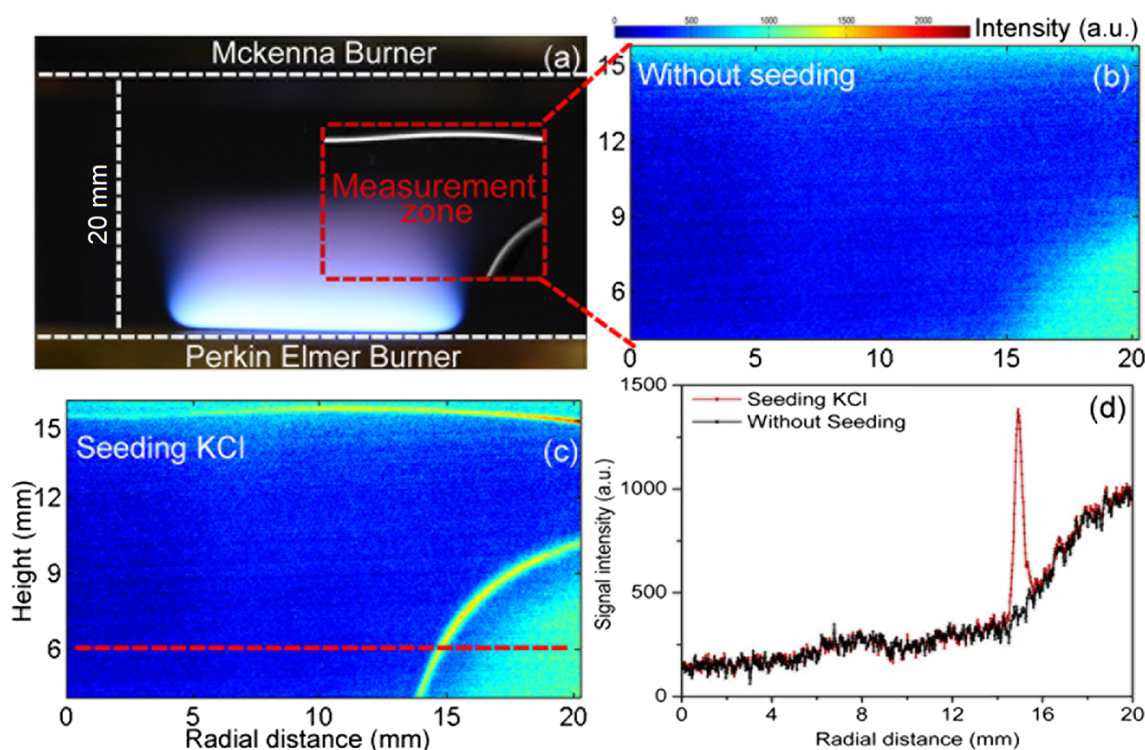 Mckenna Burner
(a)
20 mm
Measurement
zone
Perkin Elmer Burner
0
500
1000
1500
2000
Intensity (a.u.)
Without seeding
(b)
15
12
9
6
0
5
10
15
20
Seeding KCl
(c)
15
12
9
6
Height (mm)
0
5
10
15
20
Radial distance (mm)
Seeding KCl
Without Seeding
(d)
1500
1000
500
0
Signal intensity (a.u.)
0
4
8
12
16
20
Radial distance (mm)